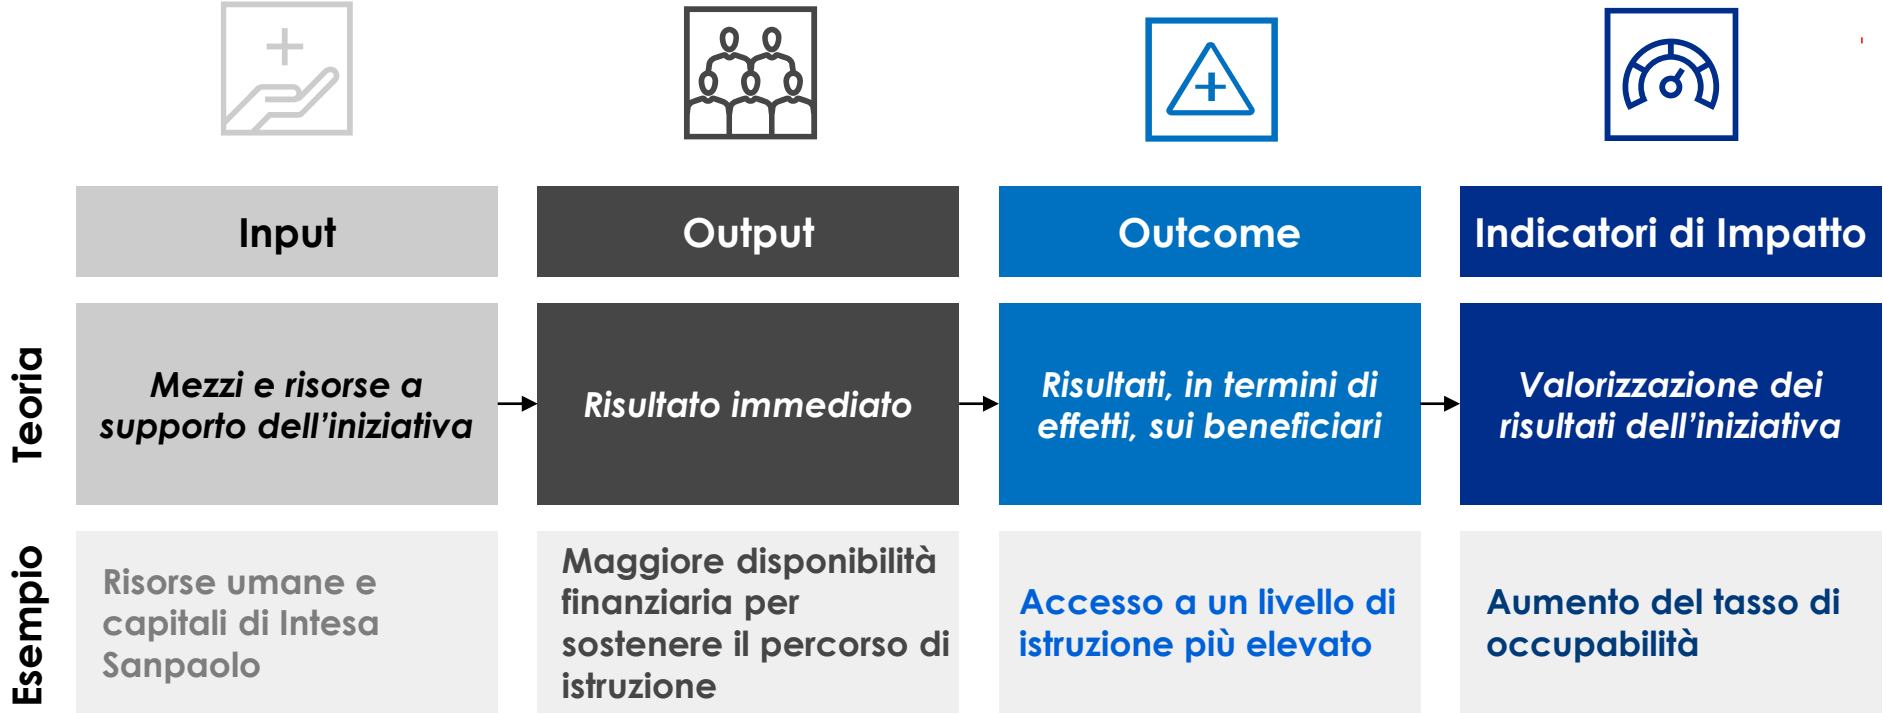 Input
Output
Outcome
Indicatori di Impatto
Teoria
Mezzi e risorse a
supporto dell’iniziativa
Risultato immediato
Risultati, in termini di
effetti, sui beneficiari
Valorizzazione dei
risultati dell’iniziativa
Esempio
Risorse umane e
capitali di Intesa
Sanpaolo
Maggiore disponibilità
finanziaria per
sostenere il percorso di
istruzione
Accesso a un livello di
istruzione più elevato
Aumento del tasso di
occupabilità